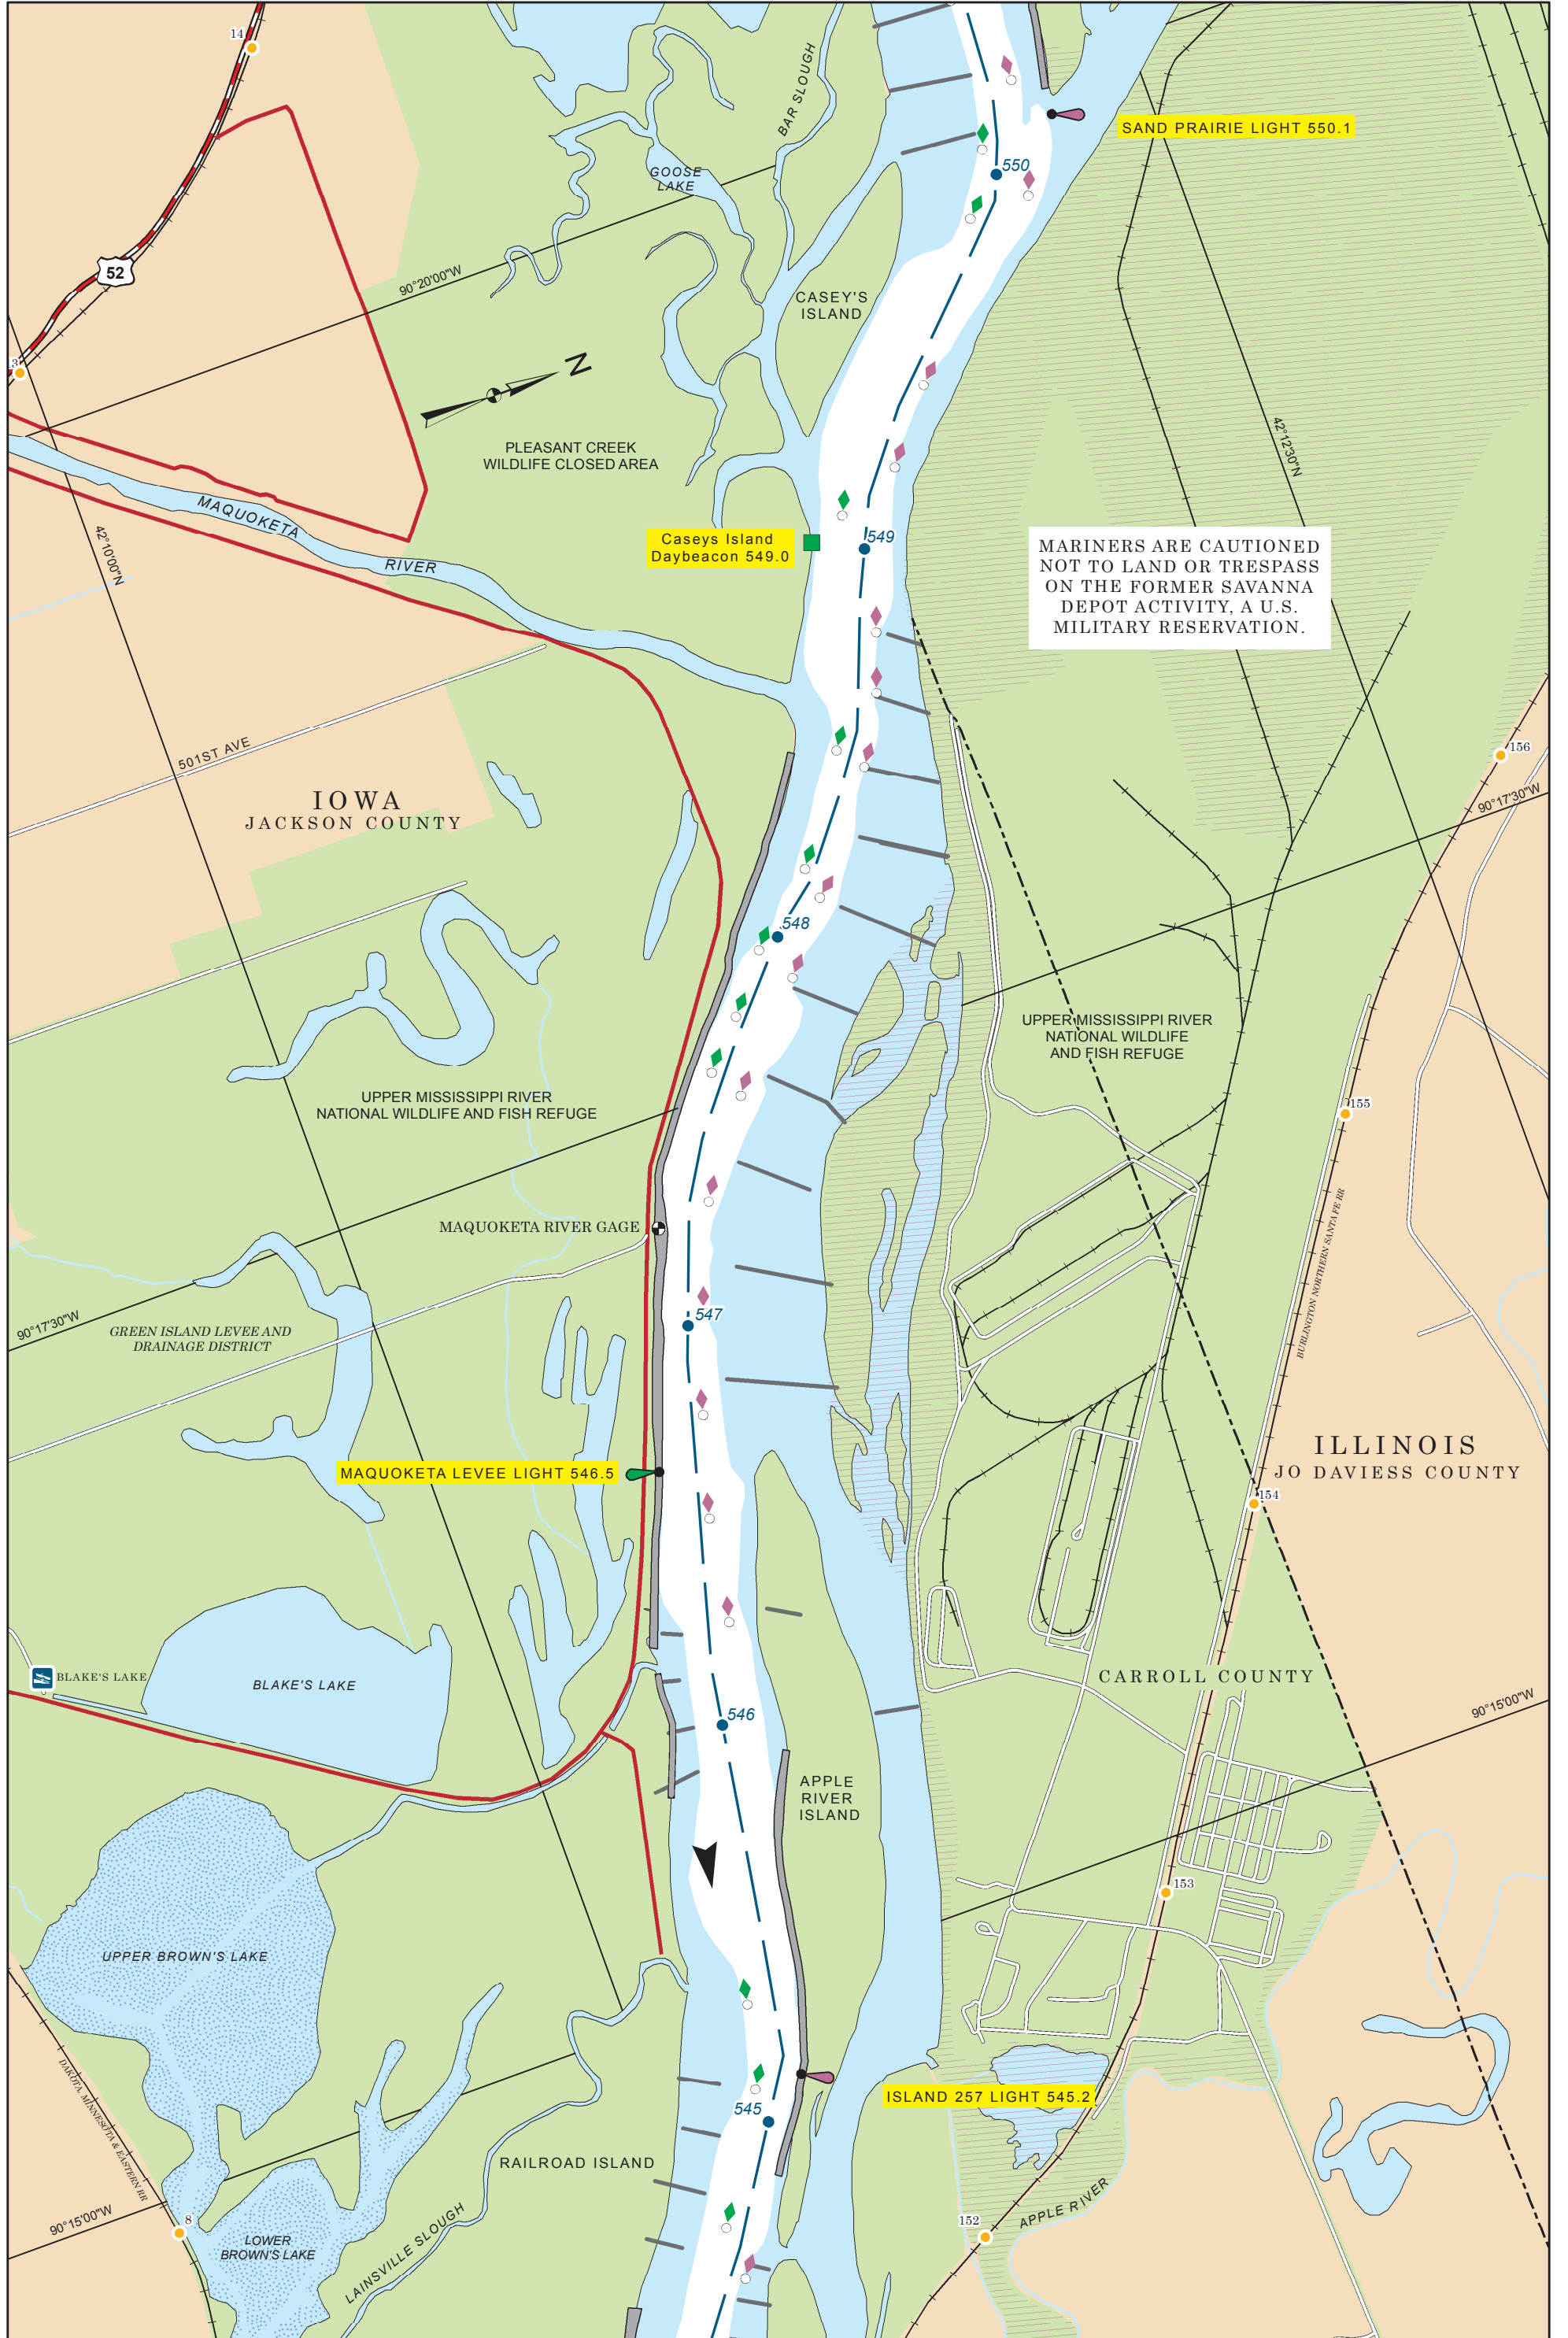 14
BAR SLOUGH
SAND PRAIRIE LIGHT 550.1
550
GOOSE
LAKE
52
90°20'00"W
CASEY'S
ISLAND
N
PLEASANT CREEK
WILDLIFE CLOSED AREA
42°12'30"N
MAQUOKETA
RIVER
42°10'00"N
Caseys Island
Daybeacon 549.0
549
MARINERS ARE CAUTIONED
NOT TO LAND OR TRESPASS
ON THE FORMER SAVANNA
DEPOT ACTIVITY, A U.S.
MILITARY RESERVATION.
501ST AVE
156
90°17'30"W
IOWA
JACKSON COUNTY
548
UPPER MISSISSIPPI RIVER
NATIONAL WILDLIFE
AND FISH REFUGE
UPPER MISSISSIPPI RIVER
NATIONAL WILDLIFE AND FISH REFUGE
155
MAQUOKETA RIVER GAGE
BURLINGTON NORTHERN SANTA FE RR
547
90°17'30"W
GREEN ISLAND LEVEE AND
DRAINAGE DISTRICT
ILLINOIS
JO DAVIESS COUNTY
MAQUOKETA LEVEE LIGHT 546.5
154
BLAKE'S LAKE
BLAKE'S LAKE
CARROLL COUNTY
90°15'00"W
546
APPLE
RIVER
ISLAND
153
UPPER BROWN'S LAKE
DAKOTA, MINNESOTA & EASTERN RR
ISLAND 257 LIGHT 545.2
545
RAILROAD ISLAND
APPLE RIVER
152
90°15'00"W
8
LOWER
BROWN'S LAKE
LAINSVILLE SLOUGH